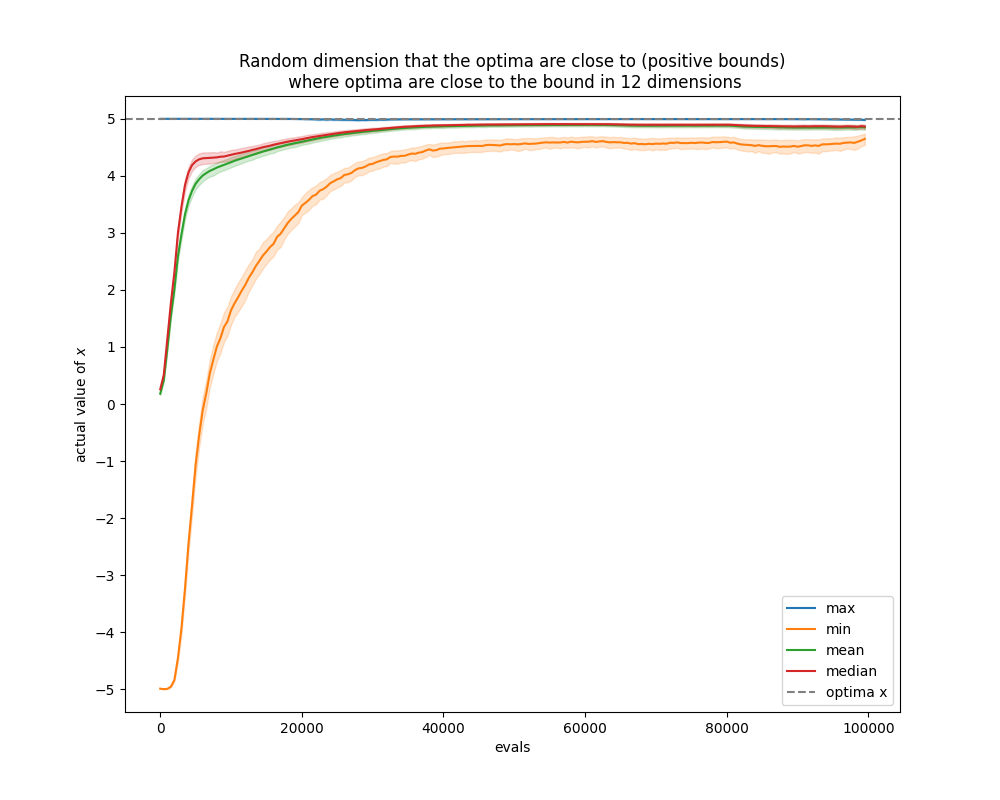 Random dimension that the optima are close to (positive bounds)
where optima are close to the bound in 12 dimensions
5
4
3
2
1
0
−1
−2
−3
−4
−5
actual value of x
0
20000
40000
60000
80000
100000
evals
max
min
mean
median
optima x